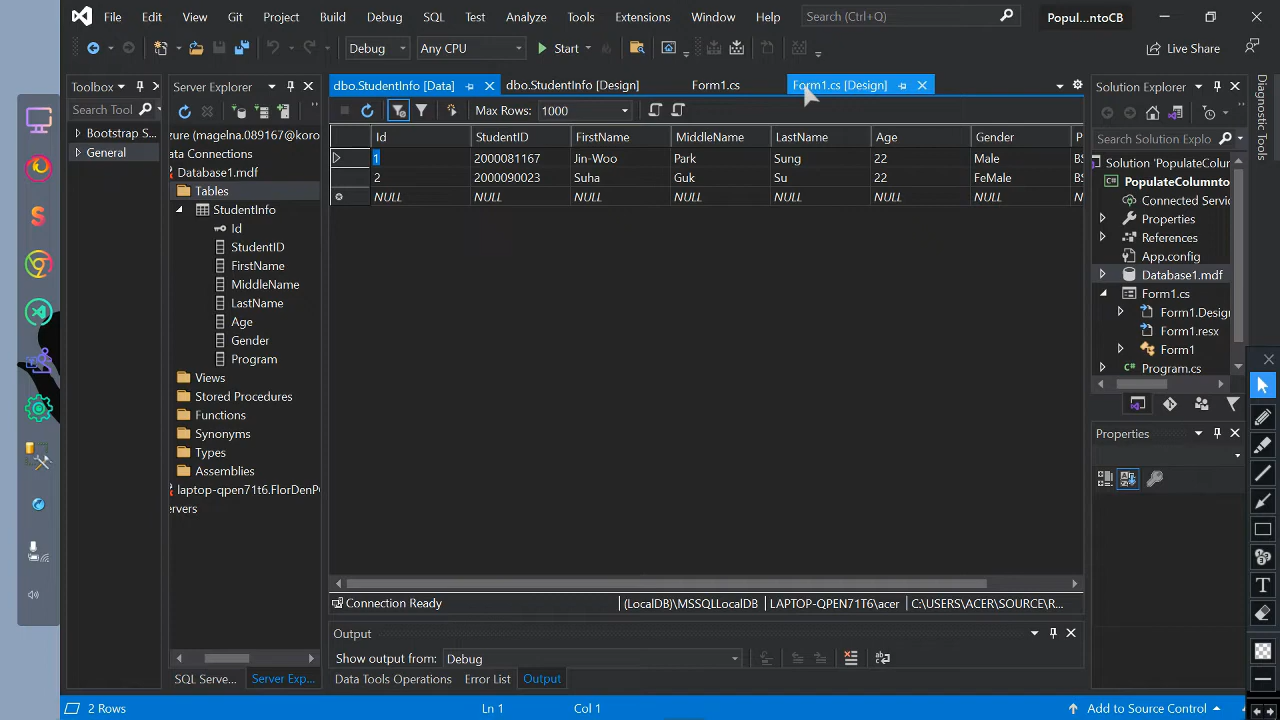 File Edit View Git Project Build Debug SQL Test Analyze Tools Extensions Window Help Search (Ctrl+Q) Popul...ntoCB
Debug Any CPU Start Live Share
Toolbox Server Explorer dbo.StudentInfo [Data] dbo.StudentInfo [Design] Form1.cs Form1.cs [Design] Solution Explorer
Search Tool Max Rows: 1000
Bootstrap S...
General
zure (magelna.089167@koro
ata Connections
Database1.mdf
Tables
StudentInfo
Id
StudentID
FirstName
MiddleName
LastName
Age
Gender
Program
Views
Stored Procedures
Functions
Synonyms
Types
Assemblies
laptop-qpen71t6.FlorDenP
ervers
SQL Serve... Server Exp...
Id StudentID FirstName MiddleName LastName Age Gender P
1 2000081167 Jin-Woo Park Sung 22 Male BS
2 2000090023 Suha Guk Su 22 FeMale BS
NULL NULL NULL NULL NULL NULL NULL N
Connection Ready (LocalDB)\MSSQLLocalDB LAPTOP-QPEN71T6\acer C:\USERS\ACER\SOURCE\R...
Output
Show output from: Debug
Data Tools Operations Error List Output
Search Solution Explo
Solution 'PopulateColur
PopulateColumnto
Connected Servic
Properties
References
App.config
Database1.mdf
Form1.cs
Form1.Design
Form1.resx
Form1
Program.cs
Properties
Diagnostic Tools
2 Rows Ln 1 Col 1 Add to Source Control